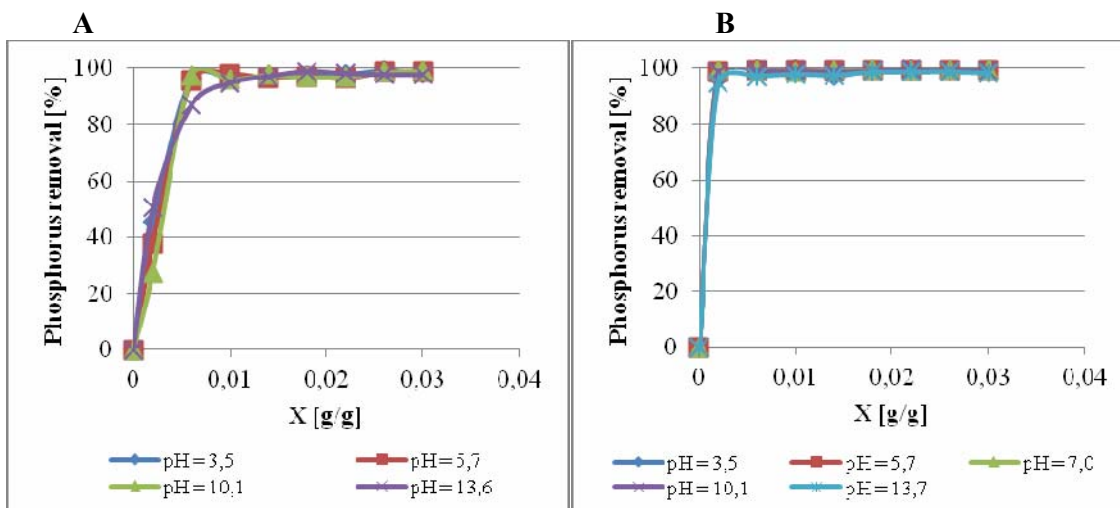 A
Phosphorus removal [%]
100
80
60
40
20
0
0 0,01 0,02 0,03 0,04
X [g/g]
pH=3,5 pH=5,7
pH=10,1 pH=13,6
B
Phosphorus removal [%]
100
80
60
40
20
0
0 0,01 0,02 0,03 0,04
X [g/g]
pH=3,5 pH=5,7 pH=7,0
pH=10,1 pH=13,7